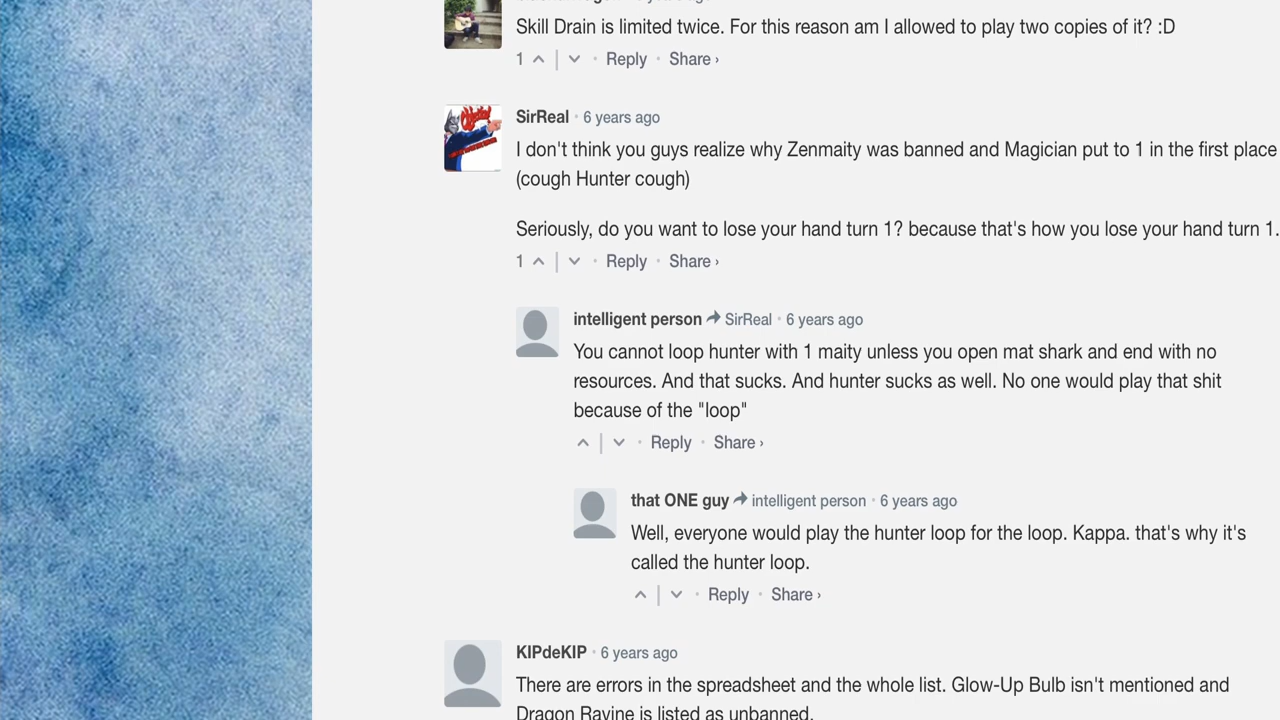 Skill Drain is limited twice. For this reason am I allowed to play two copies of it? :D
1 • Reply • Share ›
SirReal • 6 years ago
I don't think you guys realize why Zenmaity was banned and Magician put to 1 in the first place
(cough Hunter cough)
Seriously, do you want to lose your hand turn 1? because that's how you lose your hand turn 1.
1 • Reply • Share ›
intelligent person SirReal • 6 years ago
You cannot loop hunter with 1 maity unless you open mat shark and end with no
resources. And that sucks. And hunter sucks as well. No one would play that shit
because of the "loop"
• Reply • Share ›
that ONE guy intelligent person • 6 years ago
Well, everyone would play the hunter loop for the loop. Kappa. that's why it's
called the hunter loop.
• Reply • Share ›
KIPdeKIP • 6 years ago
There are errors in the spreadsheet and the whole list. Glow-Up Bulb isn't mentioned and
Dragon Ravine is listed as unbanned.